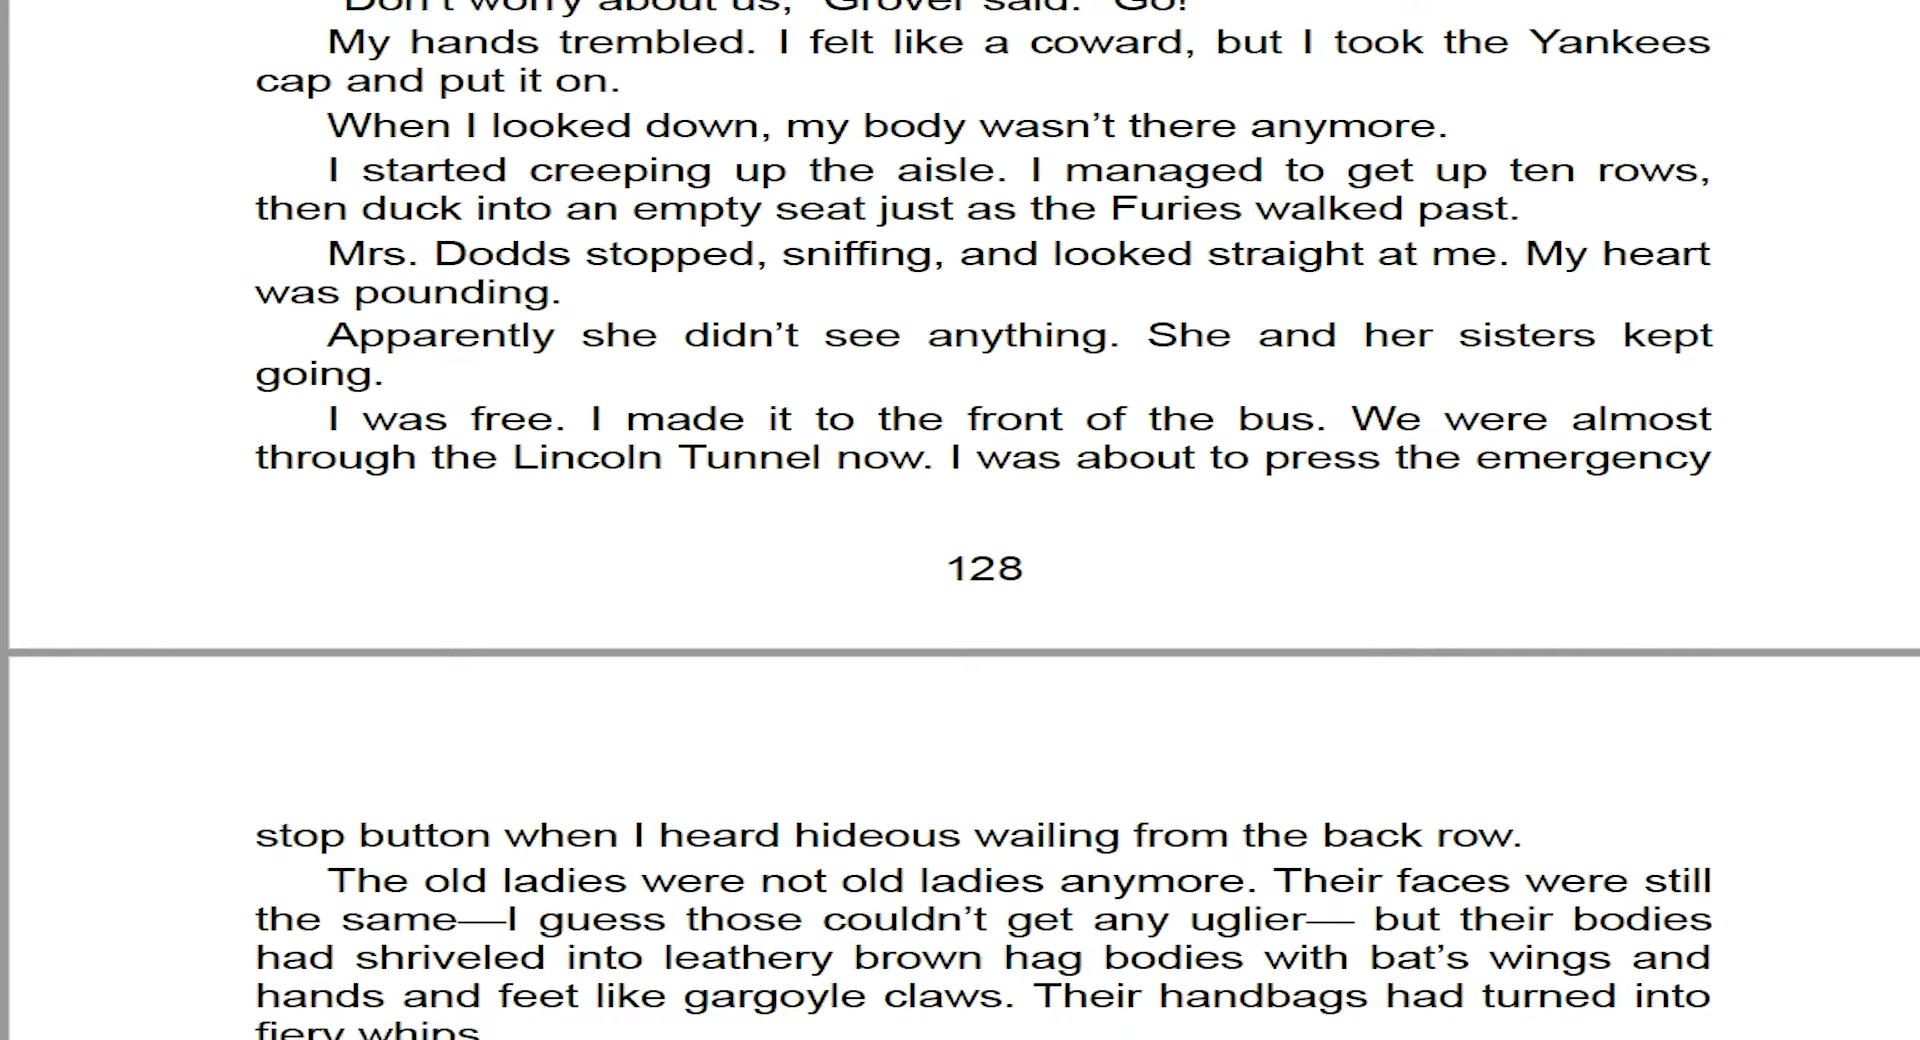 "Don't worry about us," Grover said. "Go!"
My hands trembled. I felt like a coward, but I took the Yankees
cap and put it on.
When I looked down, my body wasn’t there anymore.
I started creeping up the aisle. I managed to get up ten rows,
then duck into an empty seat just as the Furies walked past.
Mrs. Dodds stopped, sniffing, and looked straight at me. My heart
was pounding.
Apparently she didn’t see anything. She and her sisters kept
going.
I was free. I made it to the front of the bus. We were almost
through the Lincoln Tunnel now. I was about to press the emergency
128
stop button when I heard hideous wailing from the back row.
The old ladies were not old ladies anymore. Their faces were still
the same—I guess those couldn’t get any uglier— but their bodies
had shriveled into leathery brown hag bodies with bat’s wings and
hands and feet like gargoyle claws. Their handbags had turned into
fiery whips.